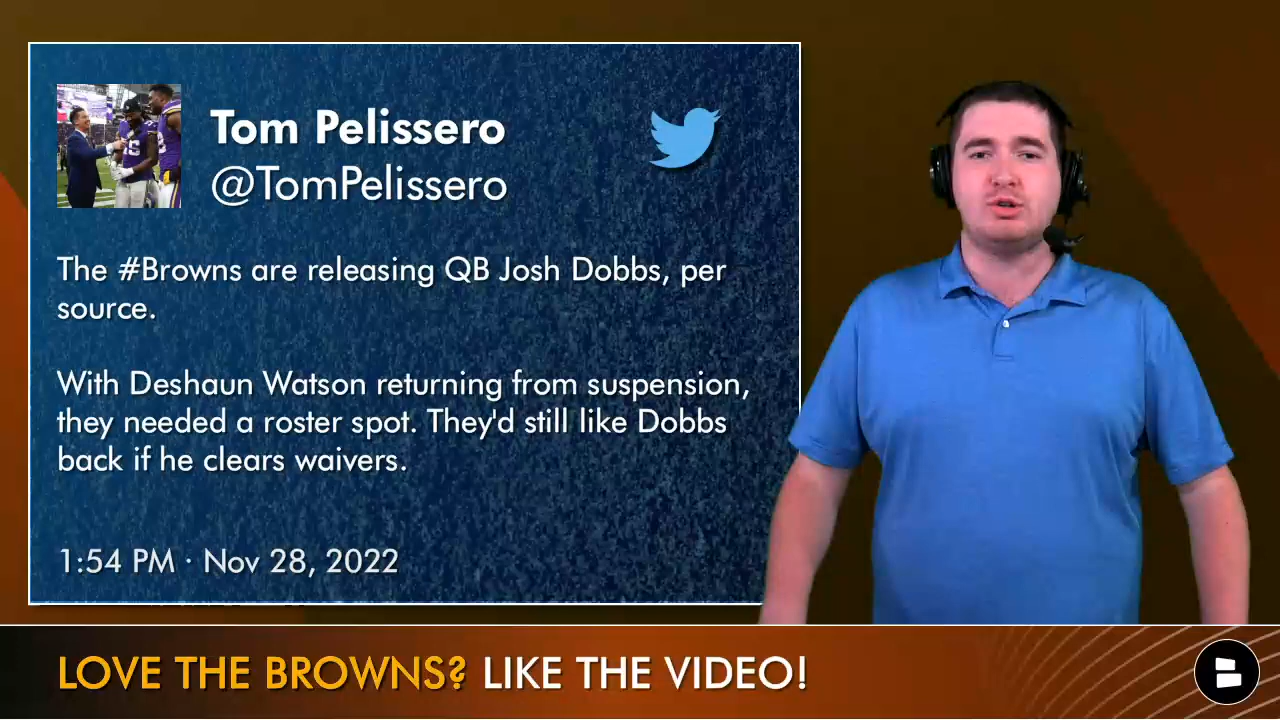 Tom Pelissero
@TomPelissero
The #Browns are releasing QB Josh Dobbs, per
source.
With Deshaun Watson returning from suspension,
they needed a roster spot. They'd still like Dobbs
back if he clears waivers.
1:54 PM · Nov 28, 2022
LOVE THE BROWNS? LIKE THE VIDEO!